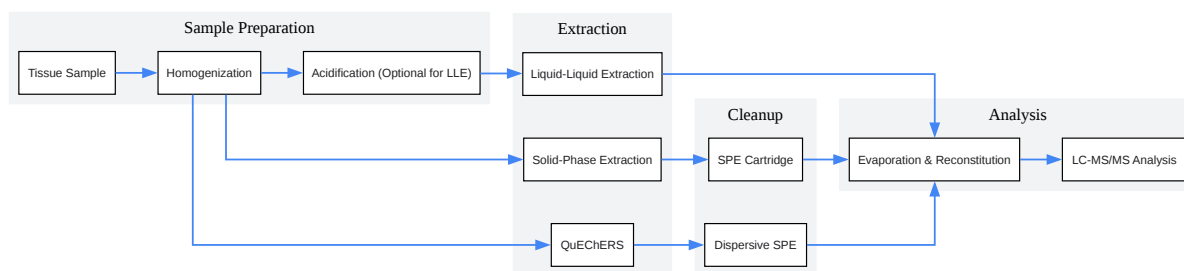 Sample Preparation
Extraction
Tissue Sample
Homogenization
Acidification (Optional for LLE)
Liquid-Liquid Extraction
Cleanup
Analysis
Solid-Phase Extraction
SPE Cartridge
Evaporation & Reconstitution
LC-MS/MS Analysis
QuEChERS
Dispersive SPE